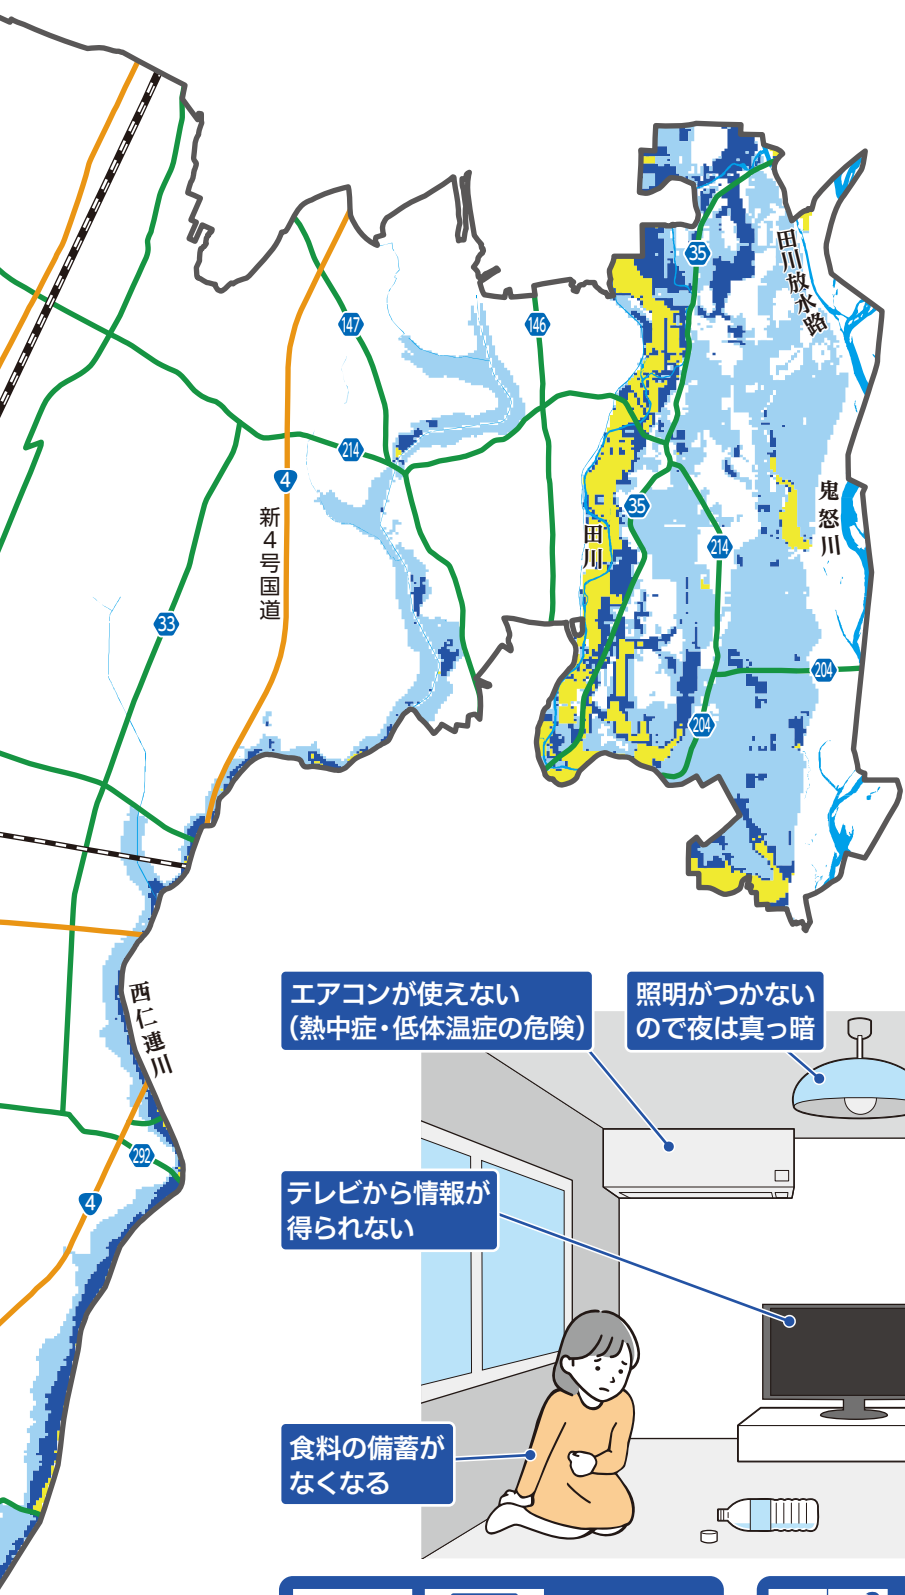 35
田川放水路
147
146
214
4
新4号国道
35
田川
214
鬼怒川
33
204
204
西仁連川
292
4
エアコンが使えない
(熱中症・低体温症の危険)
照明がつかない
ので夜は真っ暗
テレビから情報が
得られない
食料の備蓄が
なくなる